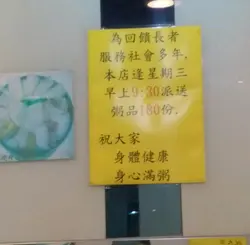 為回饋長者
服務社會多年,
本店逢星期三
早上9:30派送
粥品180份.
祝大家
身體健康
身心滿粥